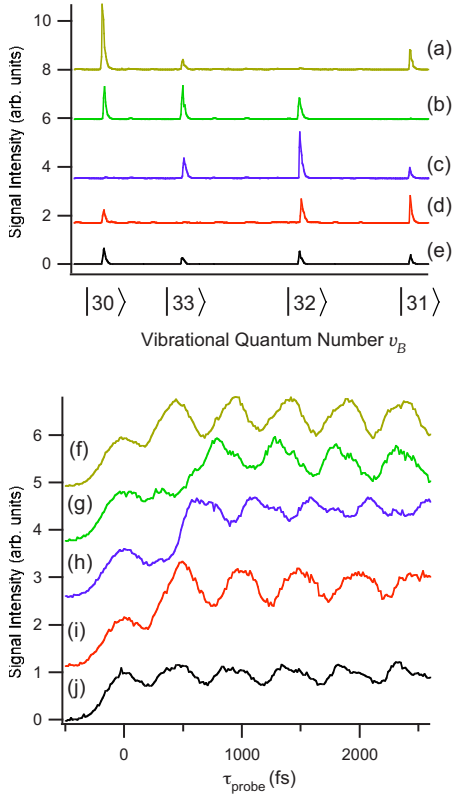 10
8
6
4
2
0
Signal Intensity (arb. units)
(a)
(b)
(c)
(d)
(e)
|30⟩ |33⟩ |32⟩ |31⟩
Vibrational Quantum Number v_B
6
5
4
3
2
1
0
Signal Intensity (arb. units)
(f)
(g)
(h)
(i)
(j)
0 1000 2000
τprobe (fs)